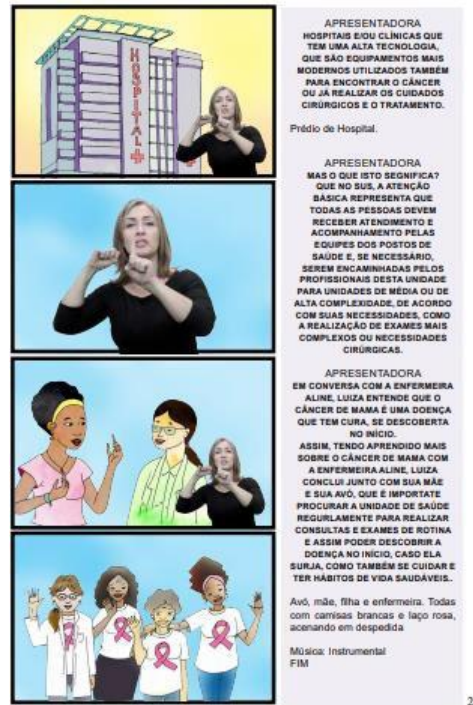 HOSPITAL
APRESENTADORA
HOSPITAIS E/OU CLÍNICAS QUE
TEM UMA ALTA TECNOLOGIA,
QUE SÃO EQUIPAMENTOS MAIS
MODERNOS UTILIZADOS TAMBÉM
PARA ENCONTRAR O CÂNCER
OU JÁ REALIZAR OS CUIDADOS
CIRÚRGICOS E O TRATAMENTO.
Prédio de Hospital.
APRESENTADORA
MAS O QUE ISTO SEGNIFICA?
QUE NO SUS, A ATENÇÃO
BÁSICA REPRESENTA QUE
TODAS AS PESSOAS DEVEM
RECEBER ATENDIMENTO E
ACOMPANHAMENTO PELAS
EQUIPES DOS POSTOS DE
SAÚDE E, SE NECESSÁRIO,
SEREM ENCAMINHADAS PELOS
PROFISSIONAIS DESTA UNIDADE
PARA UNIDADES DE MÉDIA OU DE
ALTA COMPLEXIDADE, DE ACORDO
COM SUAS NECESSIDADES, COMO
A REALIZAÇÃO DE EXAMES MAIS
COMPLEXOS OU NECESSIDADES
CIRÚRGICAS.
APRESENTADORA
EM CONVERSA COM A ENFERMEIRA
ALINE, LUIZA ENTENDE QUE O
CÂNCER DE MAMA É UMA DOENÇA
QUE TEM CURA, SE DESCOBERTA
NO INÍCIO.
ASSIM, TENDO APRENDIDO MAIS
SOBRE O CÂNCER DE MAMA COM
A ENFERMEIRA ALINE, LUIZA
CONCLUI JUNTO COM SUA MÃE
E SUA AVÓ, QUE É IMPORTATE
PROCURAR A UNIDADE DE SAÚDE
REGURLAMENTE PARA REALIZAR
CONSULTAS E EXAMES DE ROTINA
E ASSIM PODER DESCOBRIR A
DOENÇA NO INÍCIO, CASO ELA
SURJA, COMO TAMBÉM SE CUIDAR E
TER HÁBITOS DE VIDA SAUDÁVEIS..
Avó, mãe, filha e enfermeira. Todas
com camisas brancas e laço rosa,
acenando em despedida
Música: Instrumental
FIM
2